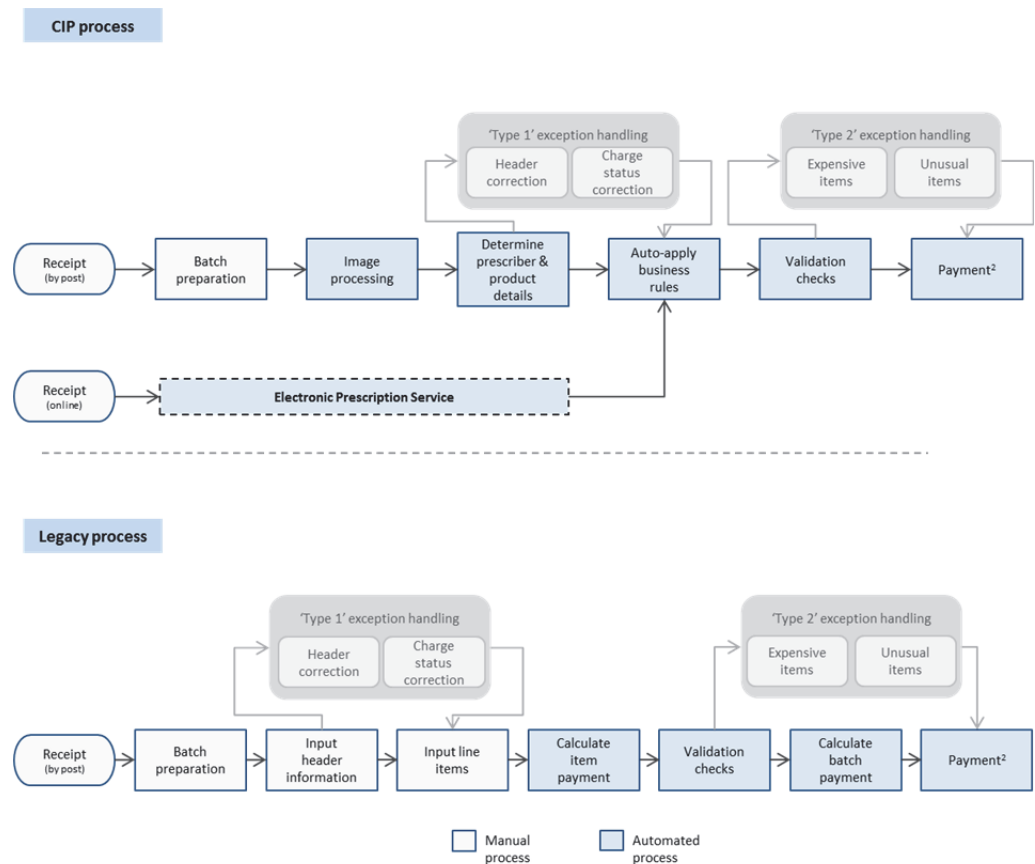 CIP process
'Type 1' exception handling
Header
correction
Charge
status
correction
'Type 2' exception handling
Expensive
items
Unusual
items
Receipt
(by post)
Batch
preparation
Image
processing
Determine
prescriber &
product
details
Auto-apply
business
rules
Validation
checks
Payment²
Receipt
(online)
Electronic Prescription Service
Legacy process
'Type 1' exception handling
Header
correction
Charge
status
correction
'Type 2' exception handling
Expensive
items
Unusual
items
Receipt
(by post)
Batch
preparation
Input
header
information
Input line
items
Calculate
item
payment
Validation
checks
Calculate
batch
payment
Payment²
Manual
process
Automated
process